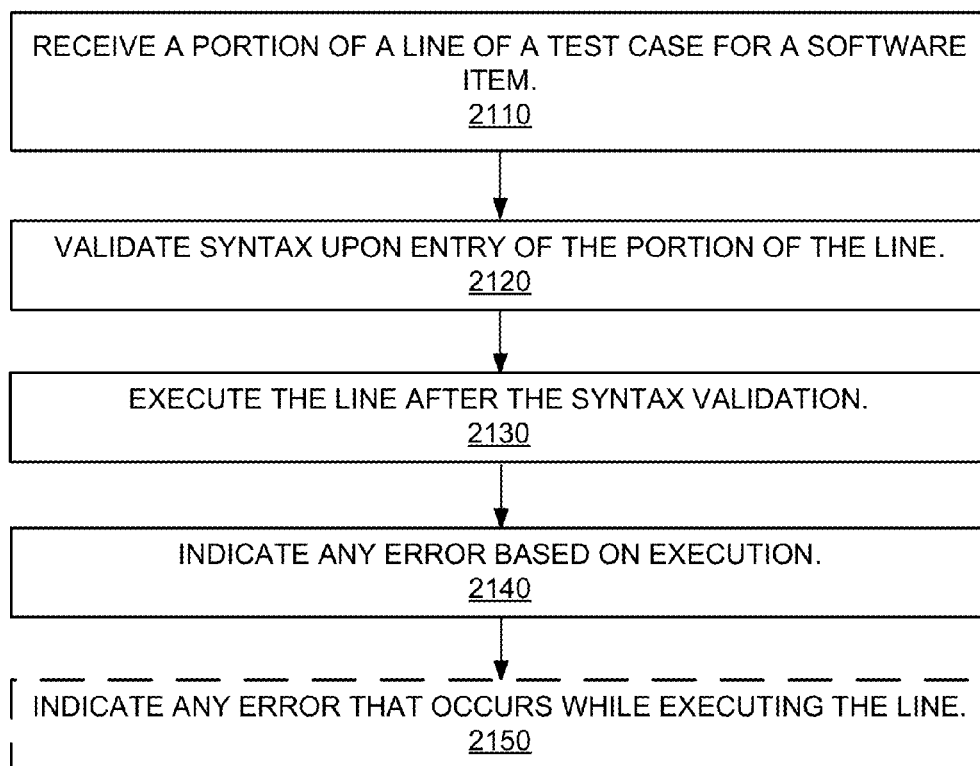 RECEIVE A PORTION OF A LINE OF A TEST CASE FOR A SOFTWARE
ITEM.
2110
VALIDATE SYNTAX UPON ENTRY OF THE PORTION OF THE LINE.
2120
EXECUTE THE LINE AFTER THE SYNTAX VALIDATION.
2130
INDICATE ANY ERROR BASED ON EXECUTION.
2140
INDICATE ANY ERROR THAT OCCURS WHILE EXECUTING THE LINE.
2150